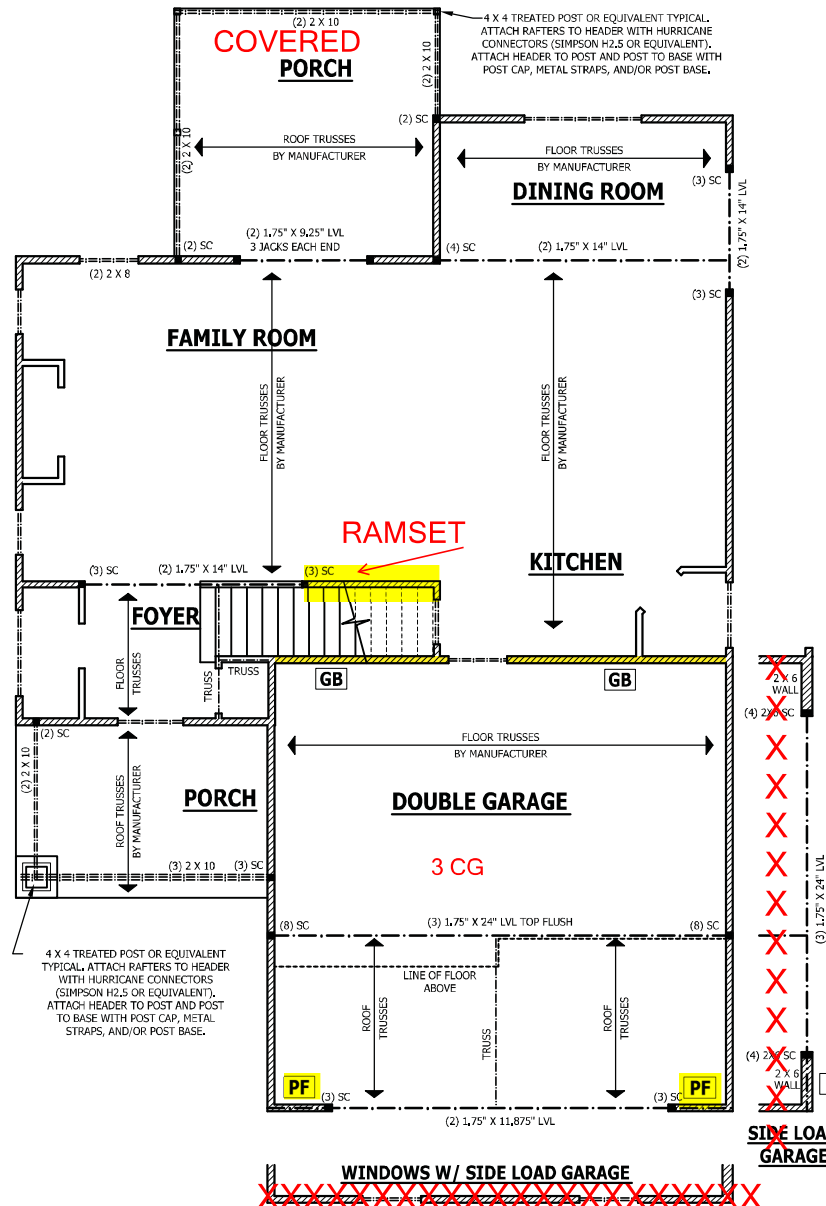 (2) 2 X 10
COVERED
PORCH
(2) 2 X 10
4 X 4 TREATED POST OR EQUIVALENT TYPICAL.
ATTACH RAFTERS TO HEADER WITH HURRICANE
CONNECTORS (SIMPSON H2.5 OR EQUIVALENT).
ATTACH HEADER TO POST AND POST TO BASE WITH
POST CAP, METAL STRAPS, AND/OR POST BASE.
(2) SC
(2) 2 X 10
ROOF TRUSSES
BY MANUFACTURER
FLOOR TRUSSES
BY MANUFACTURER
(3) SC
DINING ROOM
(2) 1.75" X 14" LVL
(2) SC
(2) 1.75" X 9.25" LVL
3 JACKS EACH END
(4) SC
(2) 1.75" X 14" LVL
(2) 2 X 8
(3) SC
FAMILY ROOM
FLOOR TRUSSES
BY MANUFACTURER
FLOOR TRUSSES
BY MANUFACTURER
RAMSET
KITCHEN
(3) SC
(2) 1.75" X 14" LVL
(3) SC
FOYER
FLOOR
TRUSSES
TRUSS
TRUSS
GB
GB
2 X 6
WALL
(4) 2X6 SC
(2) SC
(2) 2 X 10
FLOOR TRUSSES
BY MANUFACTURER
ROOF TRUSSES
BY MANUFACTURER
PORCH
DOUBLE GARAGE
3 CG
(3) 2 X 10
(3) SC
(3) 1.75" X 24" LVL
(8) SC
(3) 1.75" X 24" LVL TOP FLUSH
(8) SC
4 X 4 TREATED POST OR EQUIVALENT
TYPICAL. ATTACH RAFTERS TO HEADER
WITH HURRICANE CONNECTORS
(SIMPSON H2.5 OR EQUIVALENT).
ATTACH HEADER TO POST AND POST
TO BASE WITH POST CAP, METAL
STRAPS, AND/OR POST BASE.
LINE OF FLOOR
ABOVE
ROOF
TRUSSES
TRUSS
ROOF
TRUSSES
(4) 2X6 SC
2 X 6
WALL
PF
PF
(3) SC
(3) SC
(2) 1.75" X 11.875" LVL
SIDE LOA
GARAGE
WINDOWS W/ SIDE LOAD GARAGE
X X X X X X X X X X X X
XXXXXXXXXXXXXXXXXXXX